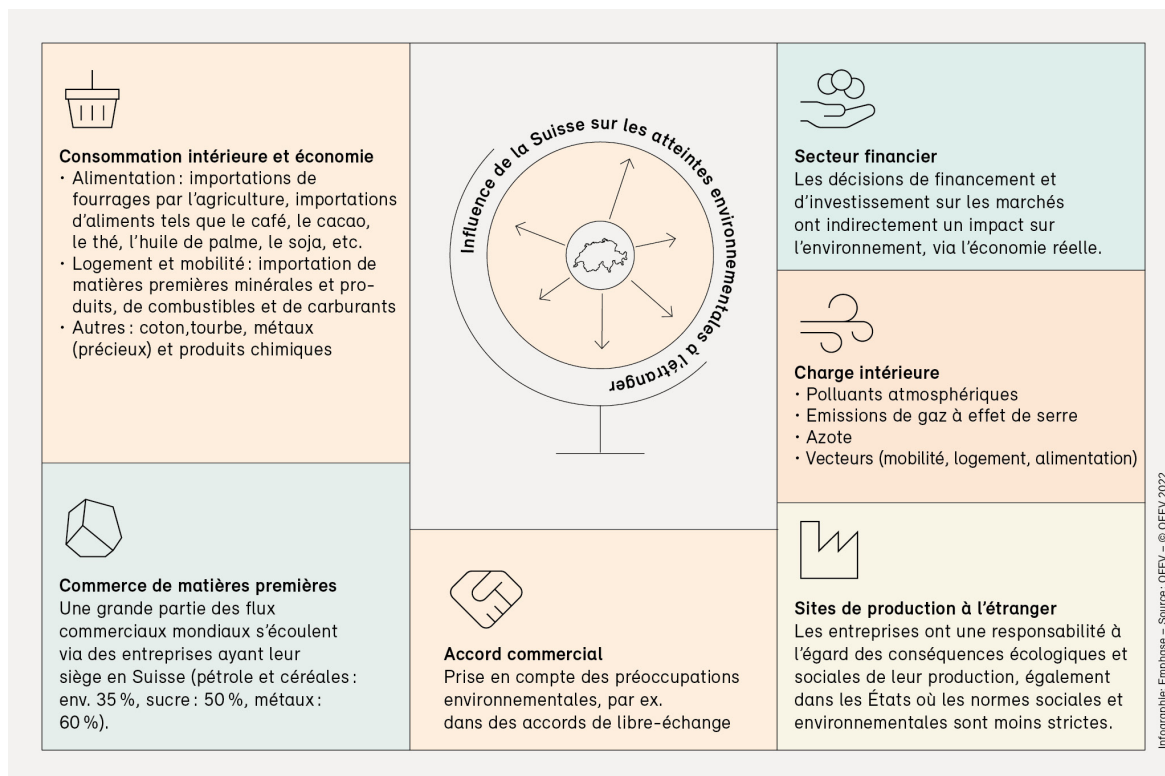 Consommation intérieure et économie
· Alimentation : importations de
fourrages par l'agriculture, importations
d'aliments tels que le café, le cacao,
le thé, l'huile de palme, le soja, etc.
· Logement et mobilité : importation de
matières premières minérales et pro-
duits, de combustibles et de carburants
· Autres : coton,tourbe, métaux
(précieux) et produits chimiques
Commerce de matières premières
Une grande partie des flux
commerciaux mondiaux s'écoulent
via des entreprises ayant leur
siège en Suisse (pétrole et céréales :
env. 35 %, sucre : 50 %, métaux :
60 %).
Influence de la Suisse sur les atteintes environnementales à l'étranger
Accord commercial
Prise en compte des préoccupations
environnementales, par ex.
dans des accords de libre-échange
Secteur financier
Les décisions de financement et
d'investissement sur les marchés
ont indirectement un impact sur
l'environnement, via l'économie réelle.
Charge intérieure
· Polluants atmosphériques
· Emissions de gaz à effet de serre
· Azote
· Vecteurs (mobilité, logement, alimentation)
Sites de production à l'étranger
Les entreprises ont une responsabilité à
l'égard des conséquences écologiques et
sociales de leur production, également
dans les États où les normes sociales et
environnementales sont moins strictes.
Infographie: Emphase – Source: OFEV – © OFEV 2022